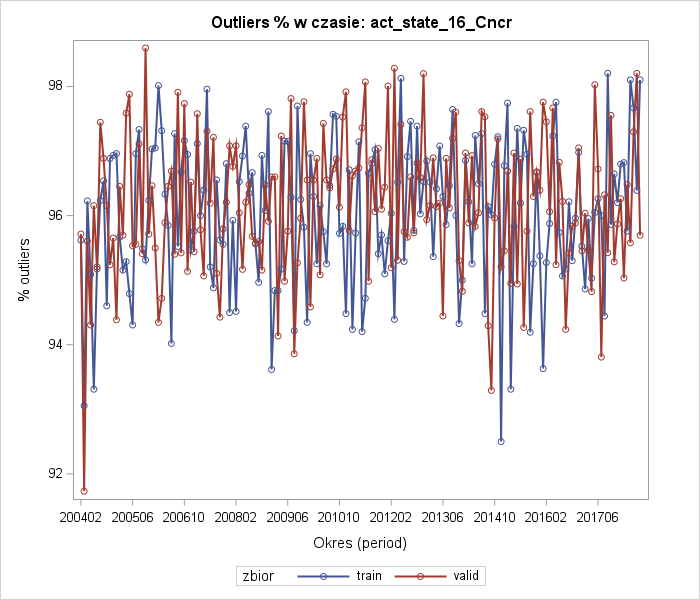 Outliers % w czasie: act_state_16_Cncr
% outliers
98
96
94
92
200402 200506 200610 200802 200906 201010 201202 201306 201410 201602 201706
Okres (period)
zbior train valid